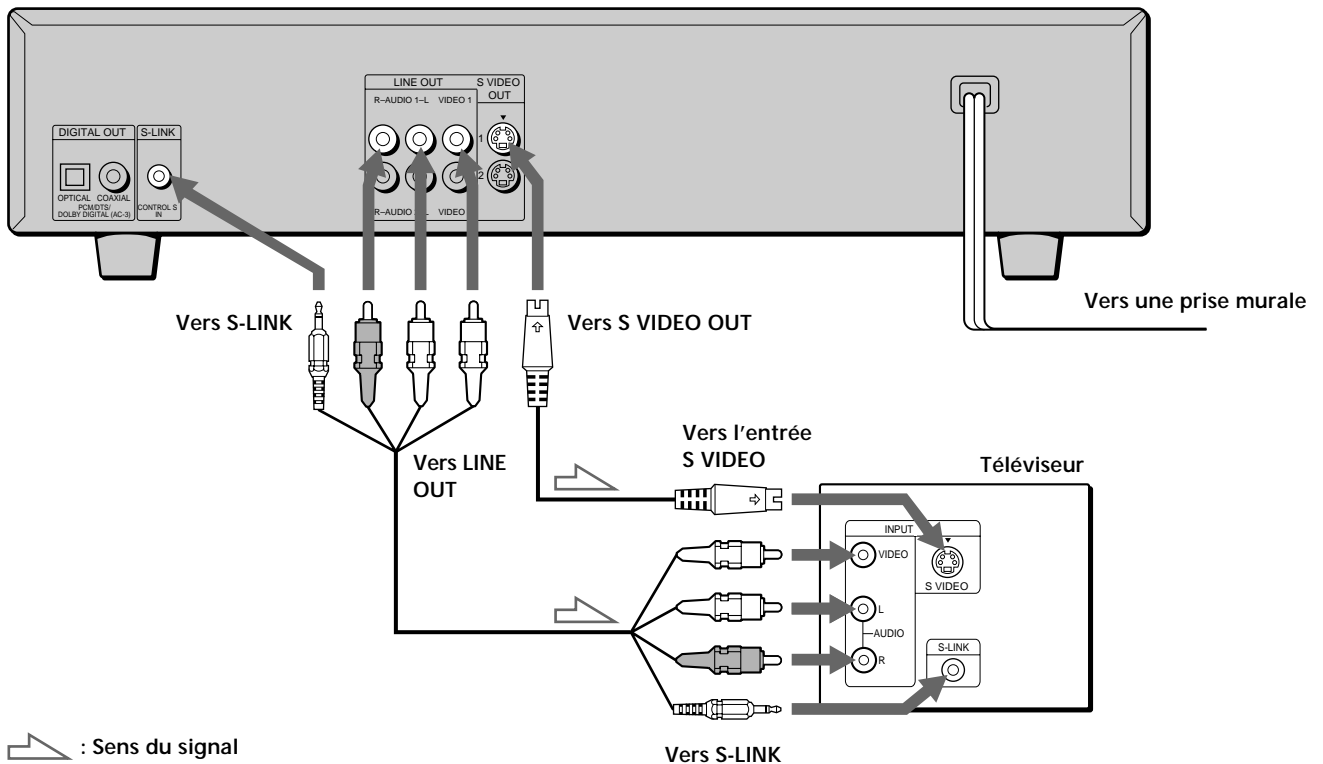 LINE OUT
S VIDEO
OUT
R–AUDIO 1–L VIDEO 1
DIGITAL OUT
S-LINK
1
2
OPTICAL COAXIAL
PCM/DTS/
DOLBY DIGITAL (AC-3)
CONTROL S
IN
R–AUDIO L VIDEO
Vers une prise murale
Vers S-LINK
Vers S VIDEO OUT
Vers LINE
OUT
Vers l'entrée
S VIDEO
Téléviseur
INPUT
VIDEO
S VIDEO
L
AUDIO
R
S-LINK
: Sens du signal
Vers S-LINK